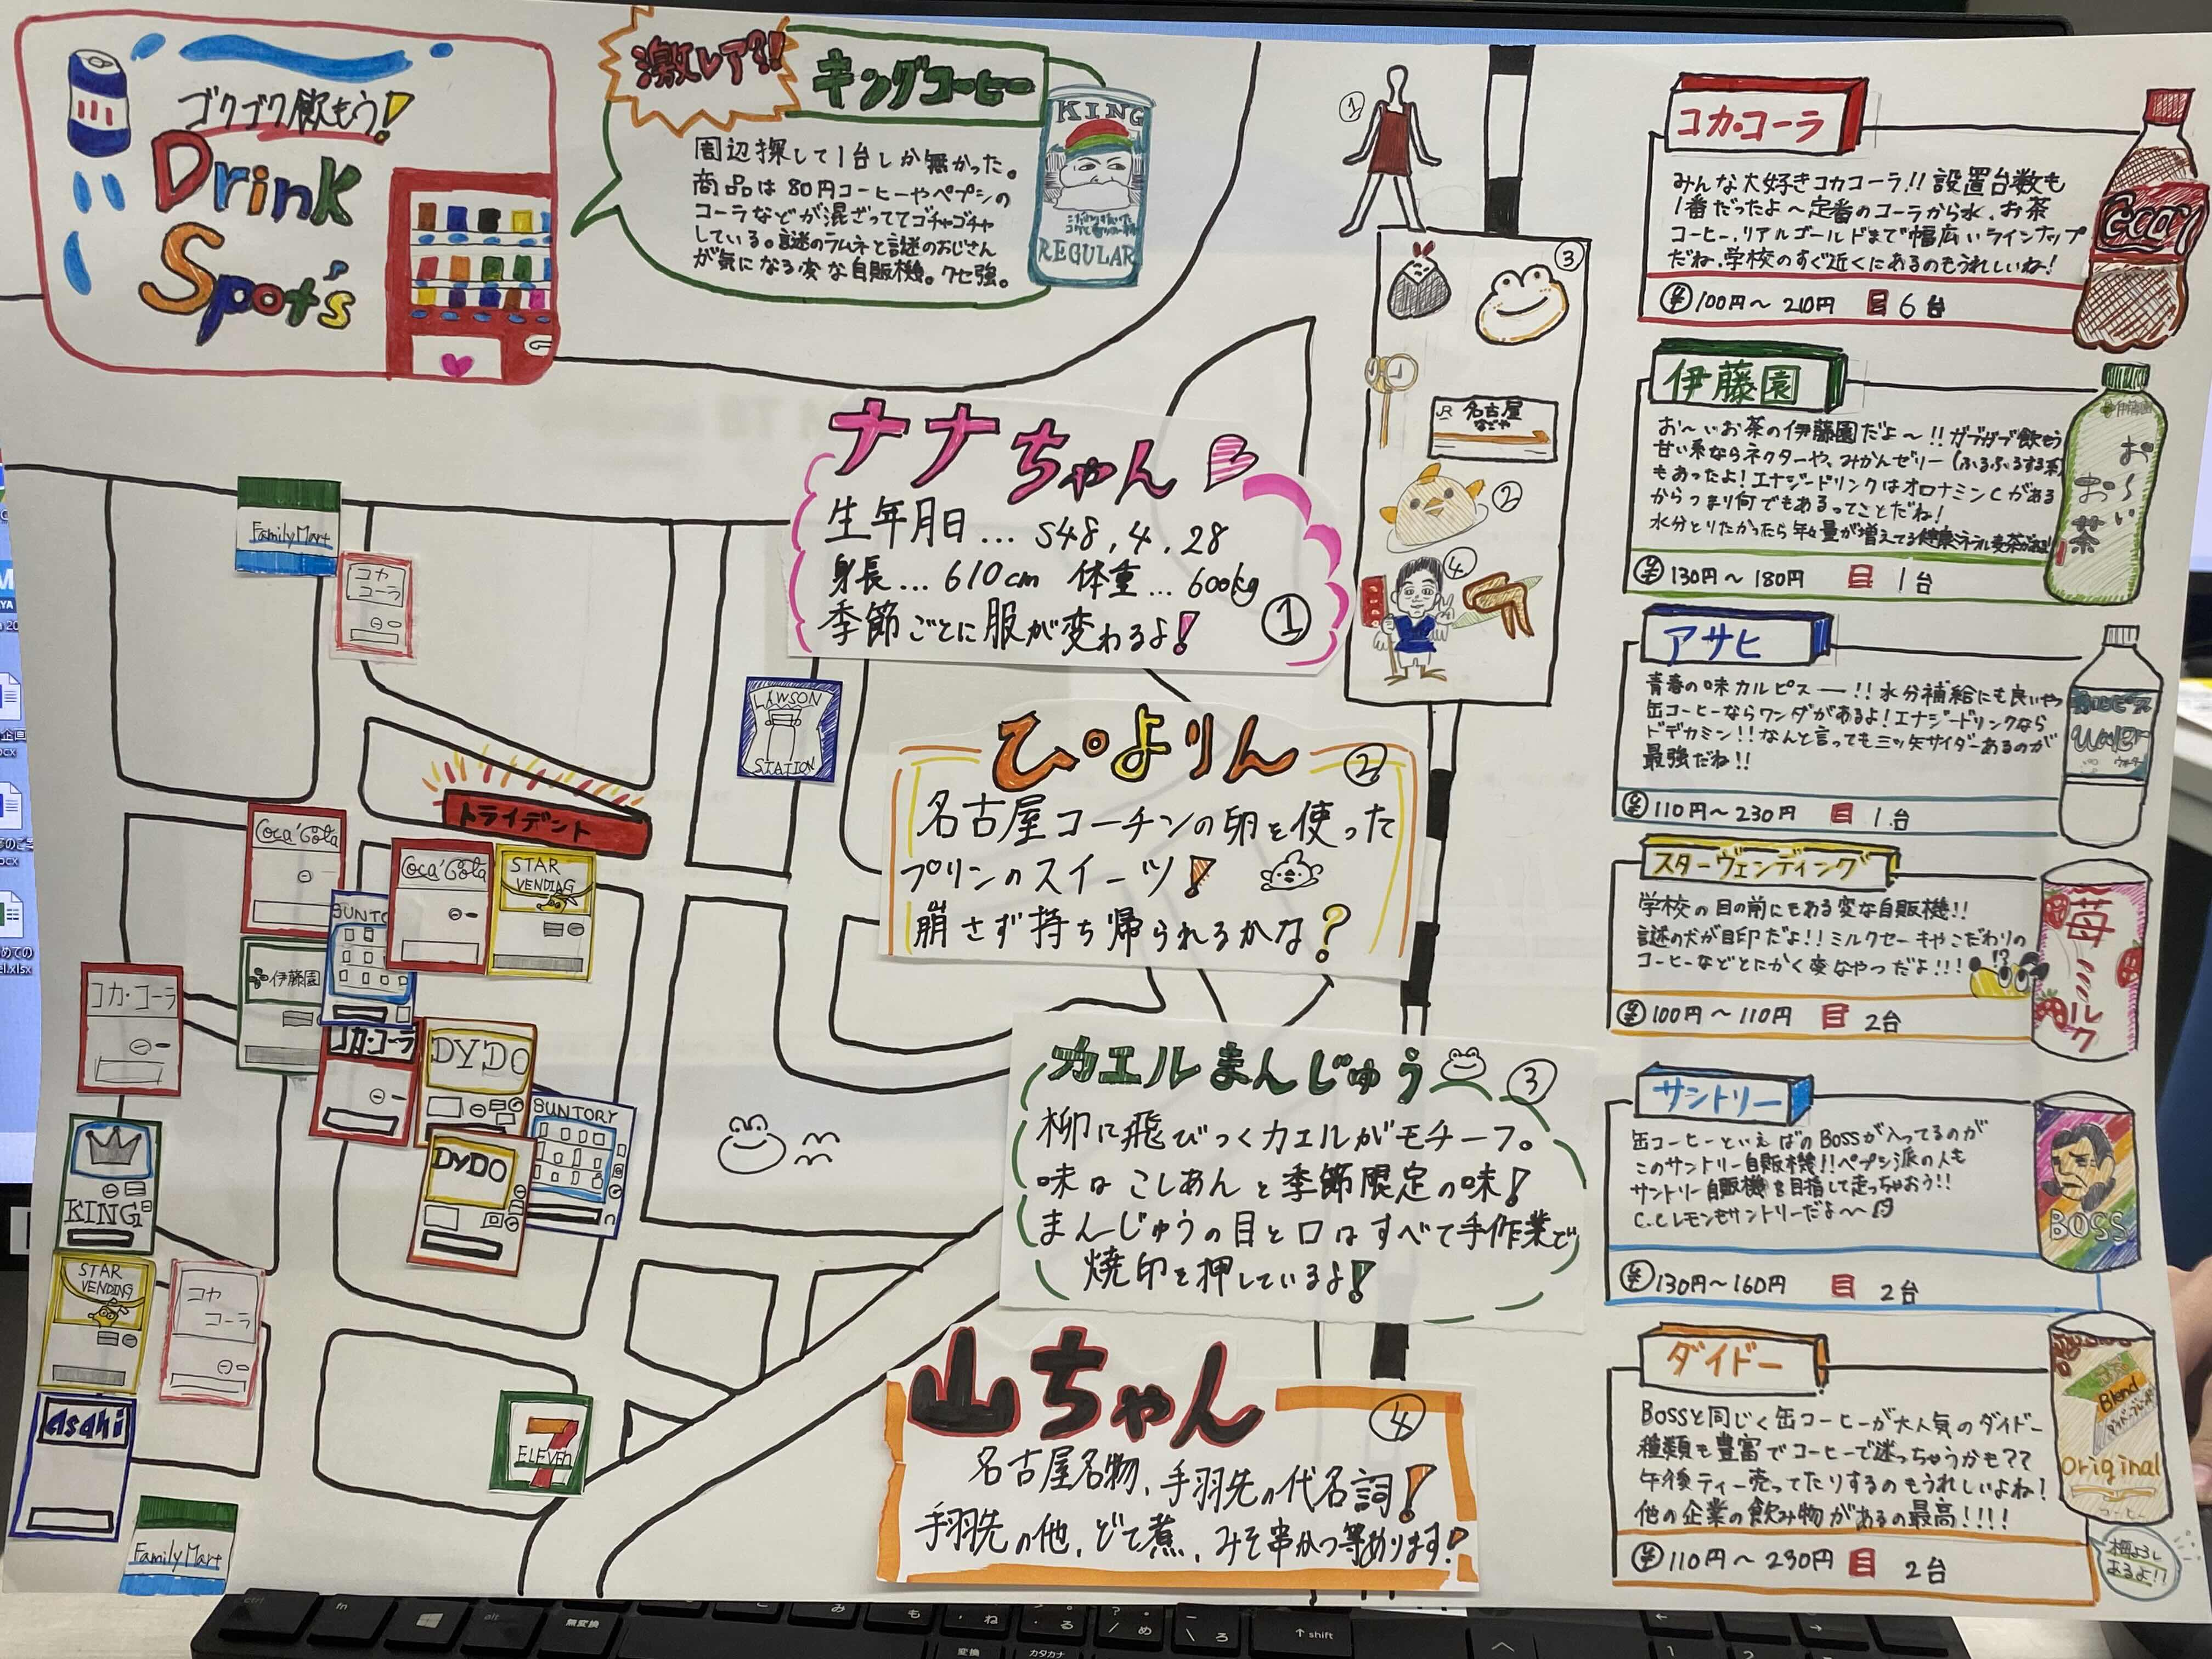 ゴクゴク飲もう!
Drink
Spot's
激レア?!!
キングコーヒー
周辺探して1台しか無かった。
商品は80円コーヒーやペプシの
コーラなどが混ざっててゴチャゴチャ
している。謎のラムネと謎のおじさん
が気になる変な自販機。クセ強。
KING
REGULAR
①
③
JR 名古屋
なごや
②
④
ナナちゃん
生年月日...S48.4.28
身長...610cm 体重...600kg
季節ごとに服が変わるよ!
①
ぴよりん
②
名古屋コーチンの卵を使った
プリンのスイーツ!
崩さず持ち帰られるかな?
カエルまんじゅう
③
柳に飛びつくカエルがモチーフ。
味は こしあんと季節限定の味!
まんじゅうの目と口はすべて手作業で
焼印を押しているよ!
山ちゃん
④
名古屋名物、手羽先の代名詞!
手羽先の他、どて煮、みそ串かつ等あります!
FamilyMart
コカ
コーラ
LAWSON
STATION
トライデント
Coca Cola
Coca Cola
STAR
VENDING
SUNTO
伊藤園
コカ・コーラ
コカ・コーラ
DYDO
DYDO
SUNTORY
KING
STAR
VENDING
コカ
コーラ
Asahi
7
ELEVEn
FamilyMart
コカ・コーラ
みんな大好きコカコーラ!! 設置台数も
1番だったよ〜定番のコーラから水、お茶
コーヒー、リアルゴールドまで幅広いラインナップ
だね、学校のすぐ近くにあるのもうれしいね!
¥100円〜210円 6台
Coca
伊藤園
お〜いお茶の伊藤園だよ〜!! ガブガブ飲もう
甘い系ならネクターや、みかんゼリー(ふるふるする系)
もあったよ! エナジードリンクはオロナミンCがある
からつまり何でもあるってことだね!
水分とりたかったら年々量が増えてる健康ミネラル麦茶が
¥130円〜180円 1台
伊藤園
お〜い
お茶
アサヒ
青春の味カルピスー!! 水分補給にも良いやつ
缶コーヒーならワンダがあるよ! エナジードリンクなら
ドデカミン!! なんと言っても三ッ矢サイダーあるのが
最強だね!!
¥110円〜230円 1台
カルピス
Water
ウォーター
スターヴェンディング
学校の目の前にもある変な自販機!!
謎の犬が目印だよ!! ミルクセーキやこだわりの
コーヒーなどとにかく変なやつだよ!!!
!?
¥100円〜110円 2台
苺ミルク
サントリー
缶コーヒーといえばのBossが入ってるのが
このサントリー自販機!! ペプシ派の人も
サントリー自販機を目指して走っちゃおう!!
C.Cレモンもサントリーだよ〜〜
¥130円〜160円 2台
BOSS
ダイドー
Bossと同じく缶コーヒーが大人気のダイドー
種類も豊富でコーヒーで迷っちゃうかも??
午後ティー売ってたりするのもうれしいよね!
他の企業の飲み物があるの最高!!!!
¥110円〜230円 2台
Blend
Original
コーヒー
梅よろし
あるよ!!